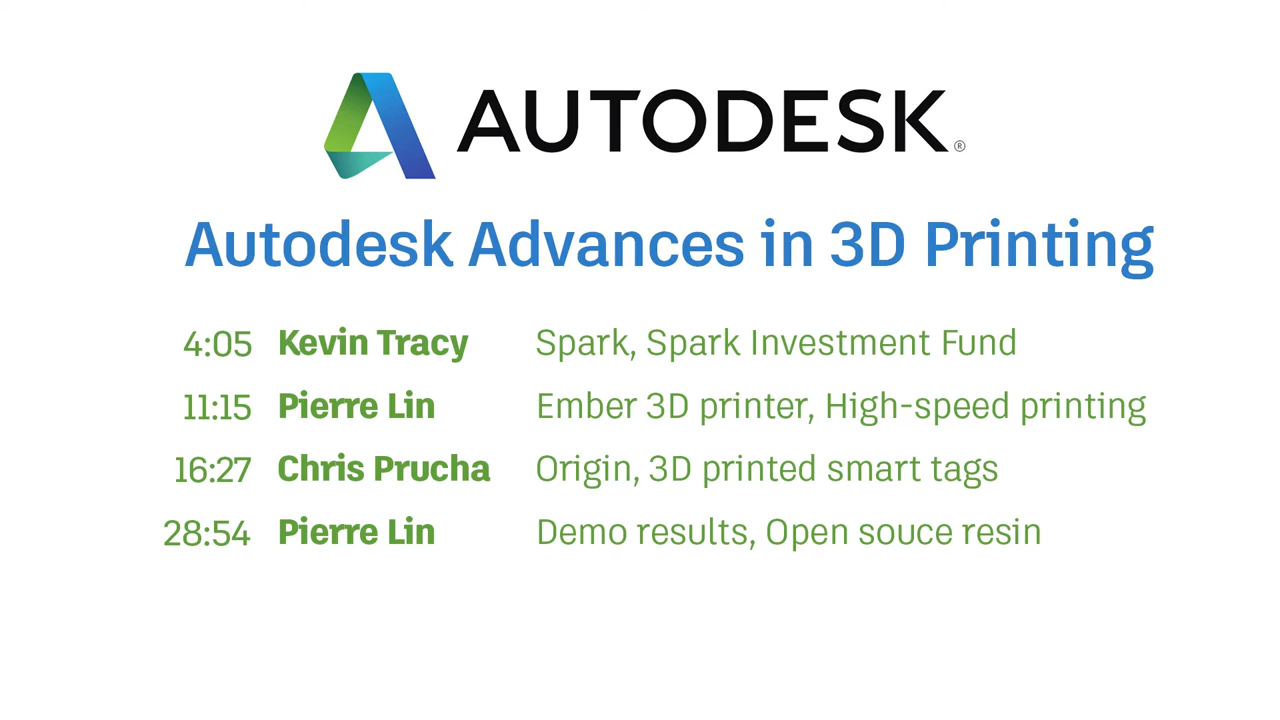 AUTODESK®
Autodesk Advances in 3D Printing
4:05 Kevin Tracy Spark, Spark Investment Fund
11:15 Pierre Lin Ember 3D printer, High-speed printing
16:27 Chris Prucha Origin, 3D printed smart tags
28:54 Pierre Lin Demo results, Open souce resin